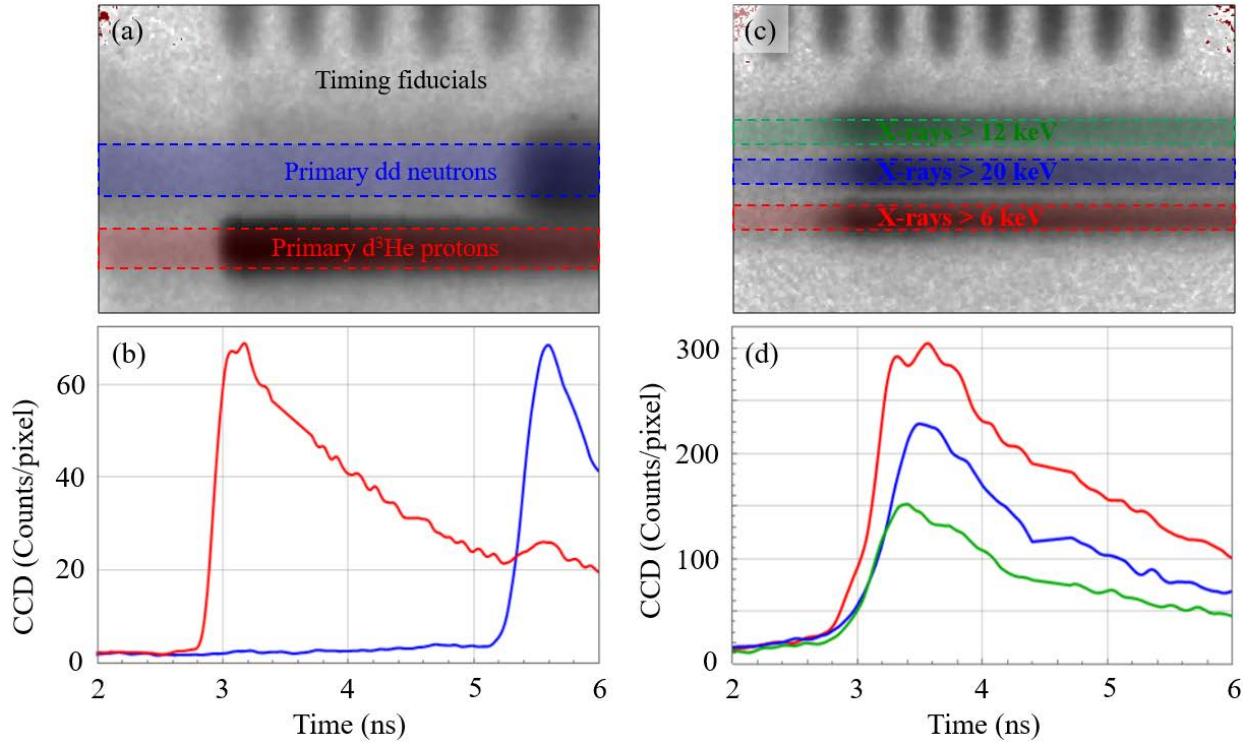 (a)
Timing fiducials
Primary dd neutrons
Primary d³He protons
(c)
X-rays > 12 keV
X-rays > 20 keV
X-rays > 6 keV
(b)
CCD (Counts/pixel)
60
40
20
0
2 3 4 5 6
Time (ns)
(d)
CCD (Counts/pixel)
300
200
100
0
2 3 4 5 6
Time (ns)